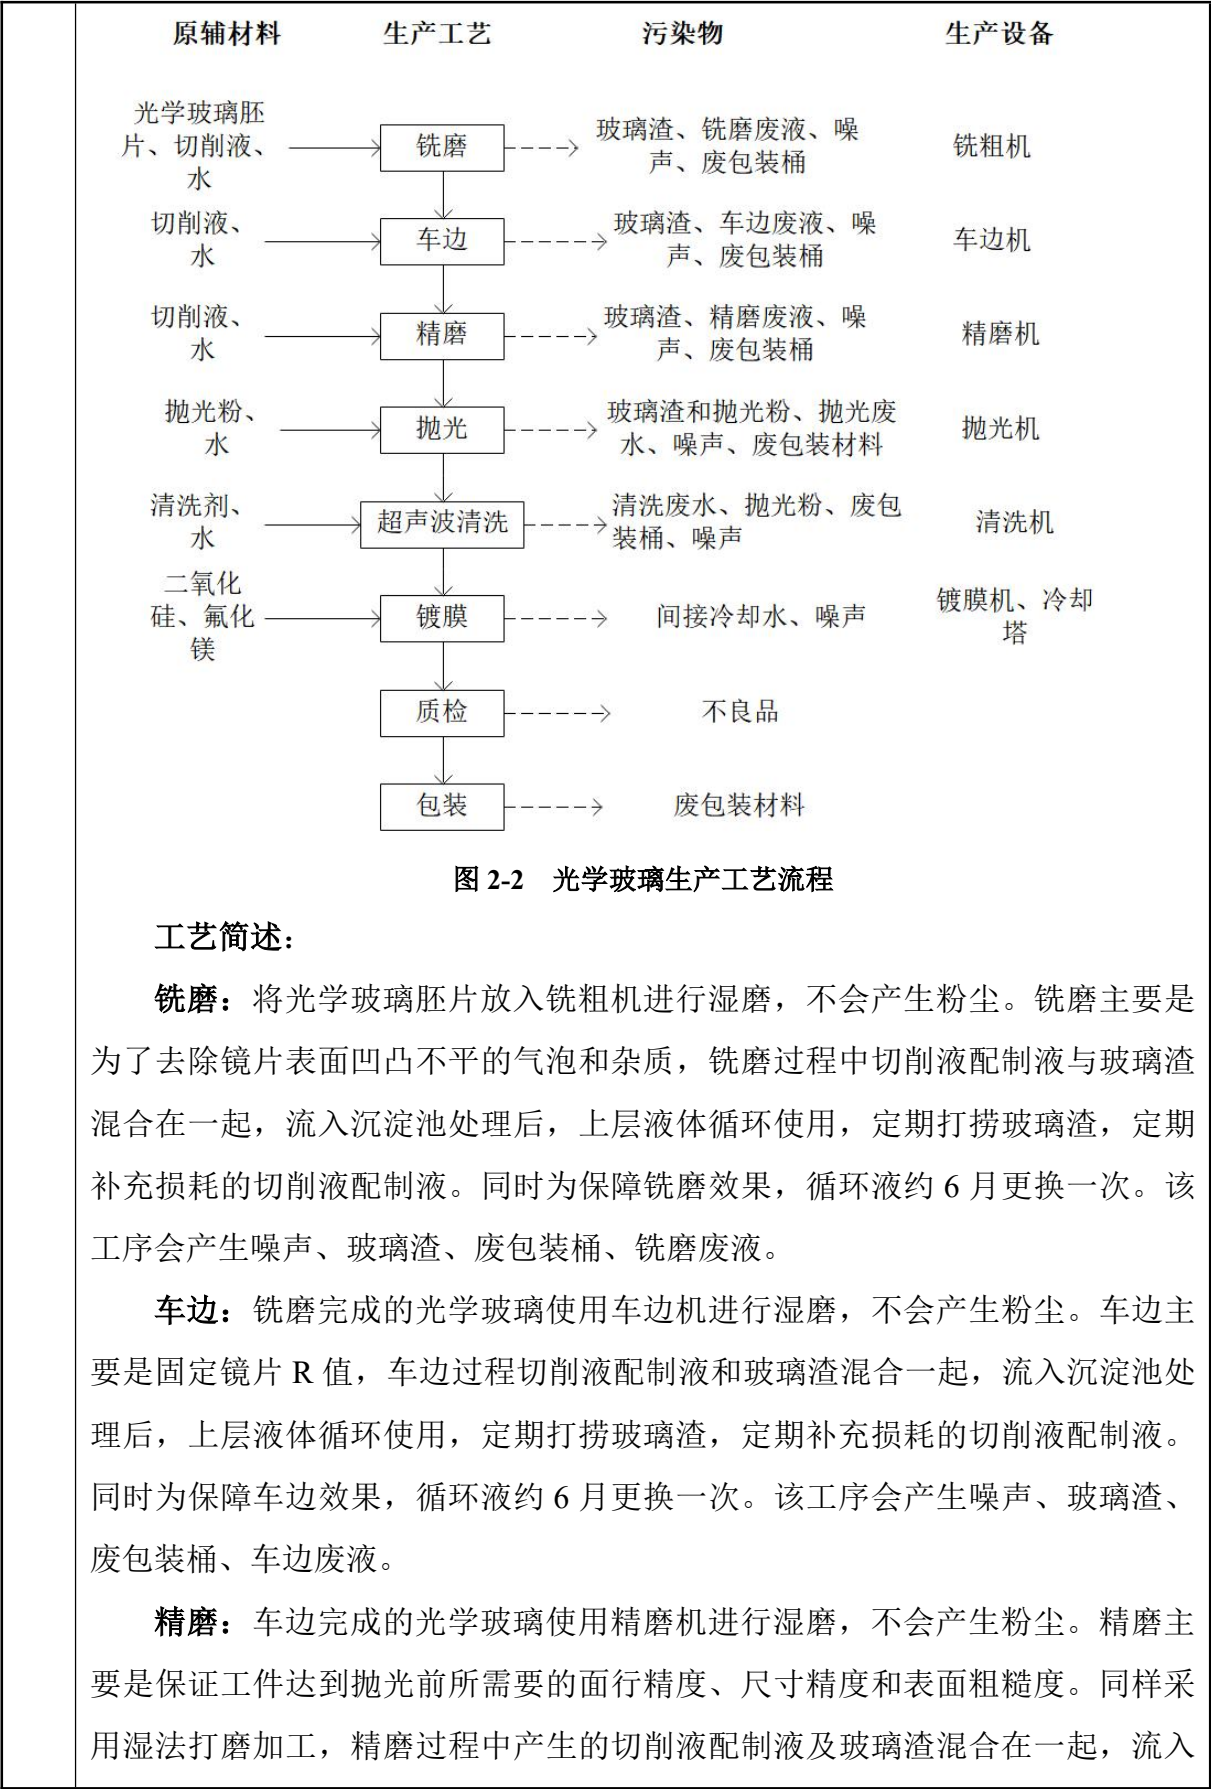 原辅材料 生产工艺 污染物 生产设备
光学玻璃胚
片、切削液、
水
铣磨
玻璃渣、铣磨废液、噪
声、废包装桶
铣粗机
切削液、
水
车边
玻璃渣、车边废液、噪
声、废包装桶
车边机
切削液、
水
精磨
玻璃渣、精磨废液、噪
声、废包装桶
精磨机
抛光粉、
水
抛光
玻璃渣和抛光粉、抛光废
水、噪声、废包装材料
抛光机
清洗剂、
水
超声波清洗
清洗废水、抛光粉、废包
装桶、噪声
清洗机
二氧化
硅、氟化
镁
镀膜
间接冷却水、噪声
镀膜机、冷却
塔
质检
不良品
包装
废包装材料
图 2-2 光学玻璃生产工艺流程
工艺简述：
铣磨：将光学玻璃胚片放入铣粗机进行湿磨，不会产生粉尘。铣磨主要是
为了去除镜片表面凹凸不平的气泡和杂质，铣磨过程中切削液配制液与玻璃渣
混合在一起，流入沉淀池处理后，上层液体循环使用，定期打捞玻璃渣，定期
补充损耗的切削液配制液。同时为保障铣磨效果，循环液约 6 月更换一次。该
工序会产生噪声、玻璃渣、废包装桶、铣磨废液。
车边：铣磨完成的光学玻璃使用车边机进行湿磨，不会产生粉尘。车边主
要是固定镜片 R 值，车边过程切削液配制液和玻璃渣混合一起，流入沉淀池处
理后，上层液体循环使用，定期打捞玻璃渣，定期补充损耗的切削液配制液。
同时为保障车边效果，循环液约 6 月更换一次。该工序会产生噪声、玻璃渣、
废包装桶、车边废液。
精磨：车边完成的光学玻璃使用精磨机进行湿磨，不会产生粉尘。精磨主
要是保证工件达到抛光前所需要的面行精度、尺寸精度和表面粗糙度。同样采
用湿法打磨加工，精磨过程中产生的切削液配制液及玻璃渣混合在一起，流入